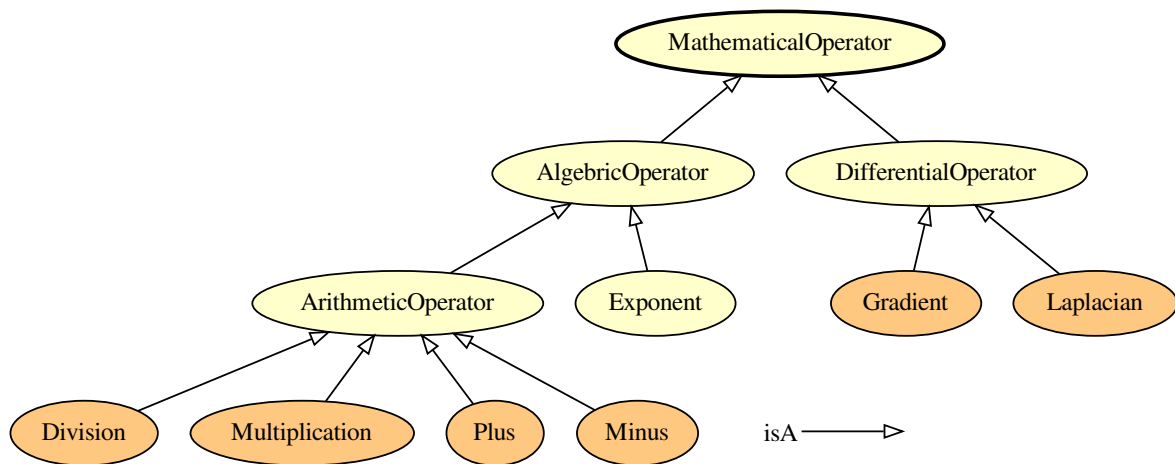 MathematicalOperator
AlgebricOperator
DifferentialOperator
ArithmeticOperator
Exponent
Gradient
Laplacian
Division
Multiplication
Plus
Minus
isA